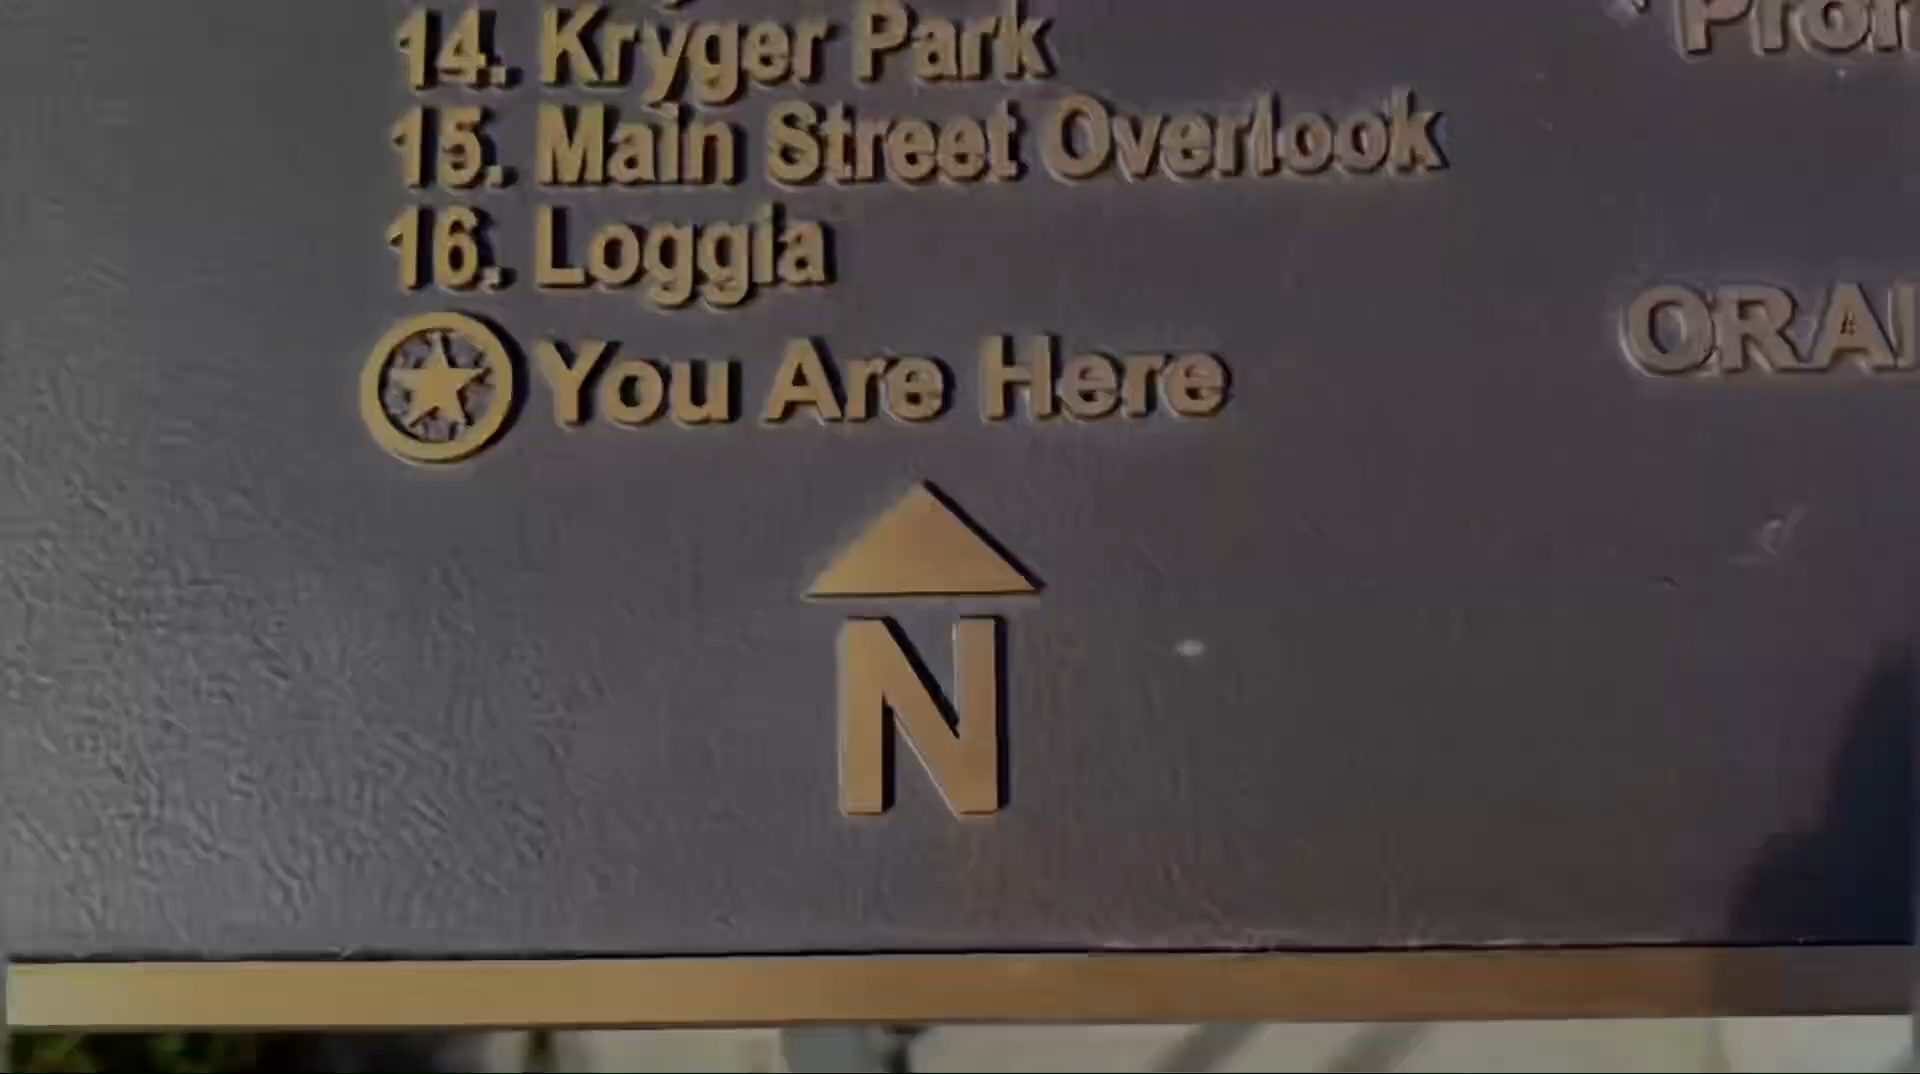 14. Kryger Park
15. Main Street Overlook
16. Loggia
You Are Here
N